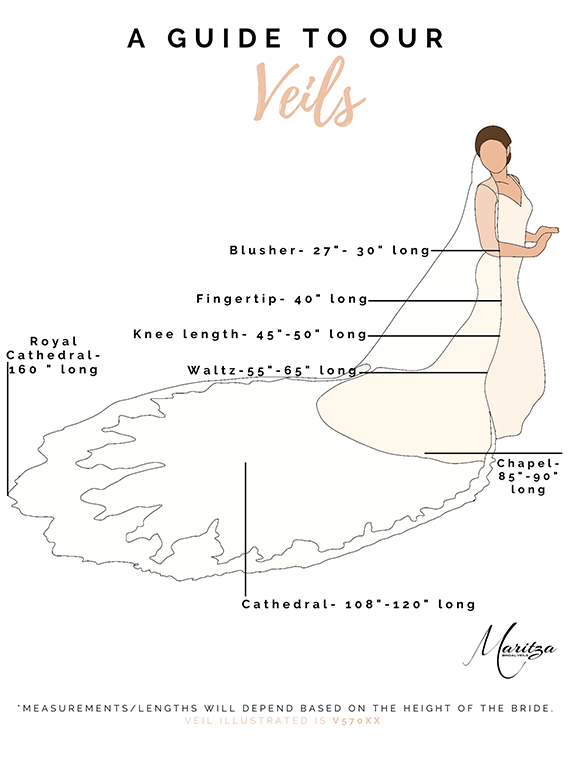 A GUIDE TO OUR
Veils
Blusher- 27"- 30" long
Fingertip- 40" long
Knee length- 45"-50" long
Royal
Cathedral-
160 " long
Waltz-55"-65" long
Chapel-
85"-90"
long
Cathedral- 108"-120" long
Maritza
BRIDAL VEILS
*MEASUREMENTS/LENGTHS WILL DEPEND BASED ON THE HEIGHT OF THE BRIDE.
VEIL ILLUSTRATED IS V570XX